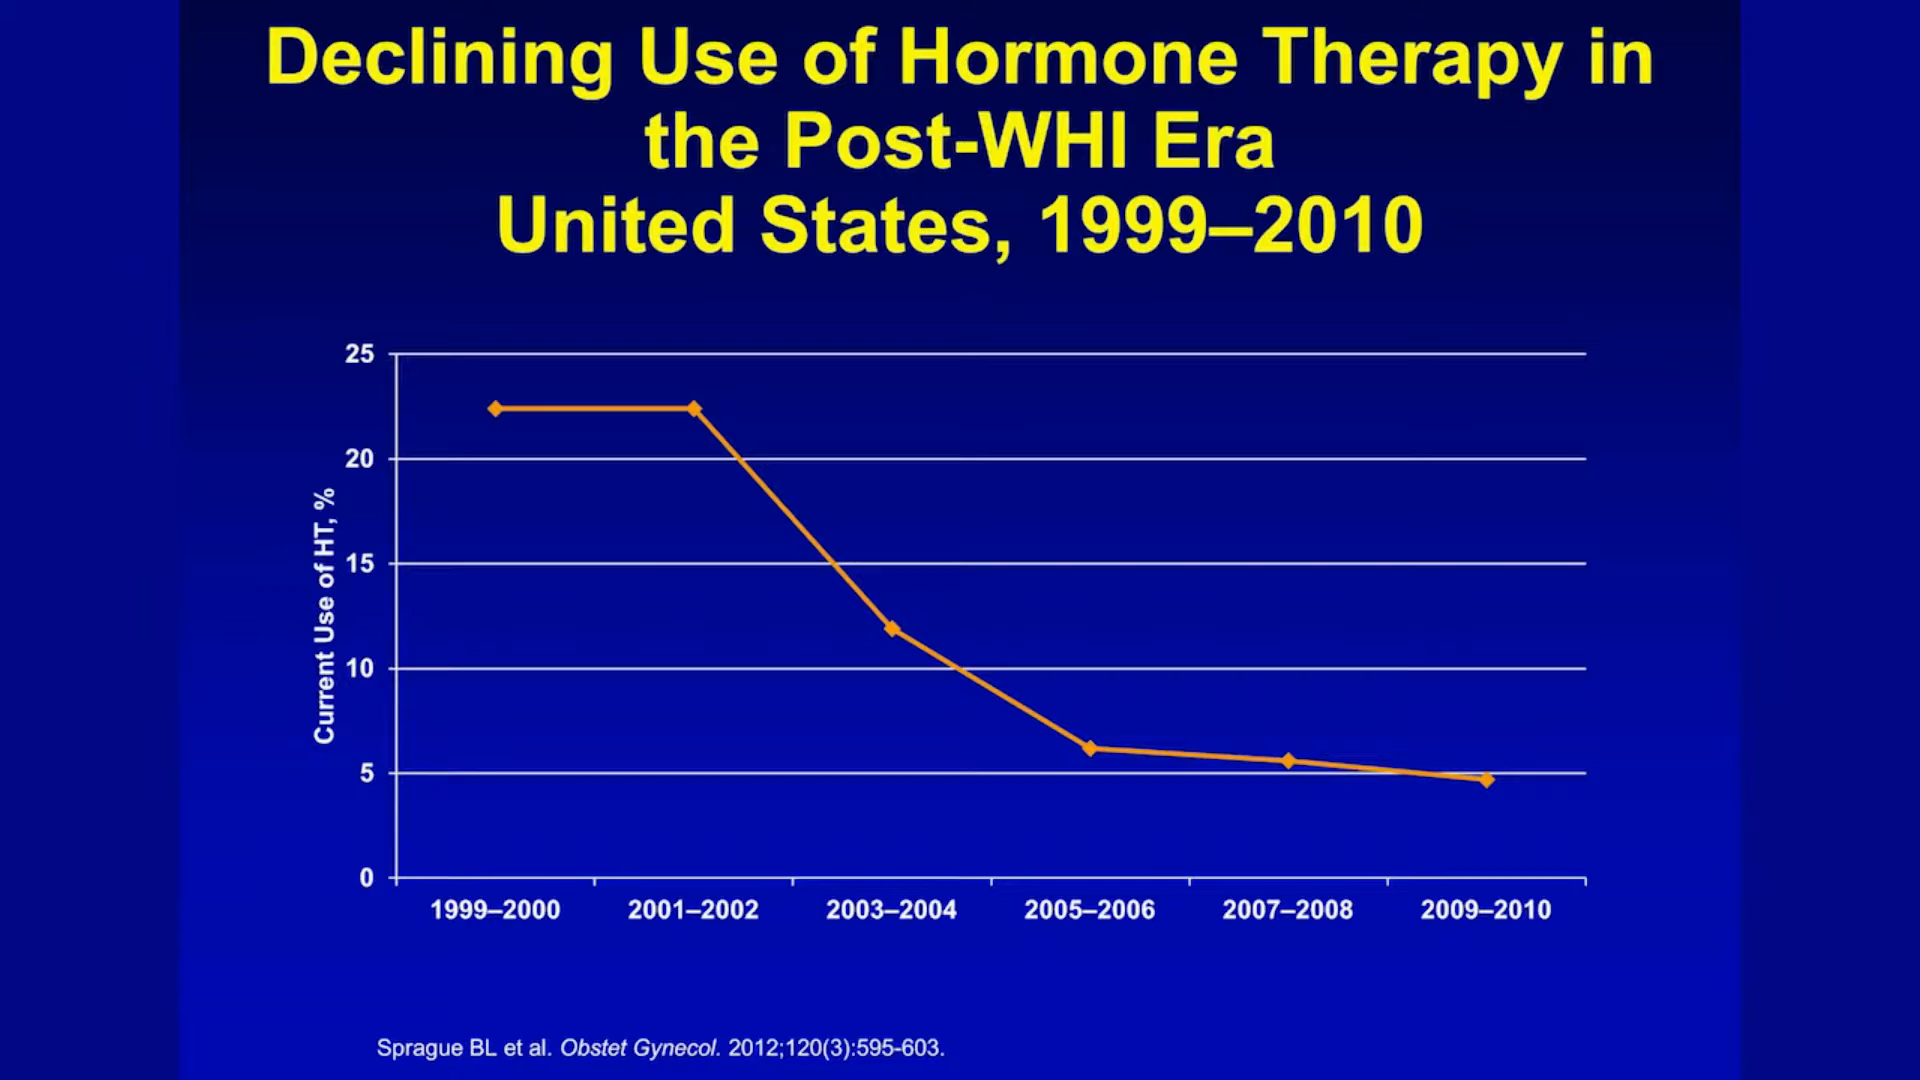 Declining Use of Hormone Therapy in
the Post-WHI Era
United States, 1999–2010
25
20
15
10
5
0
Current Use of HT, %
1999–2000 2001–2002 2003–2004 2005–2006 2007–2008 2009–2010
Sprague BL et al. Obstet Gynecol. 2012;120(3):595-603.